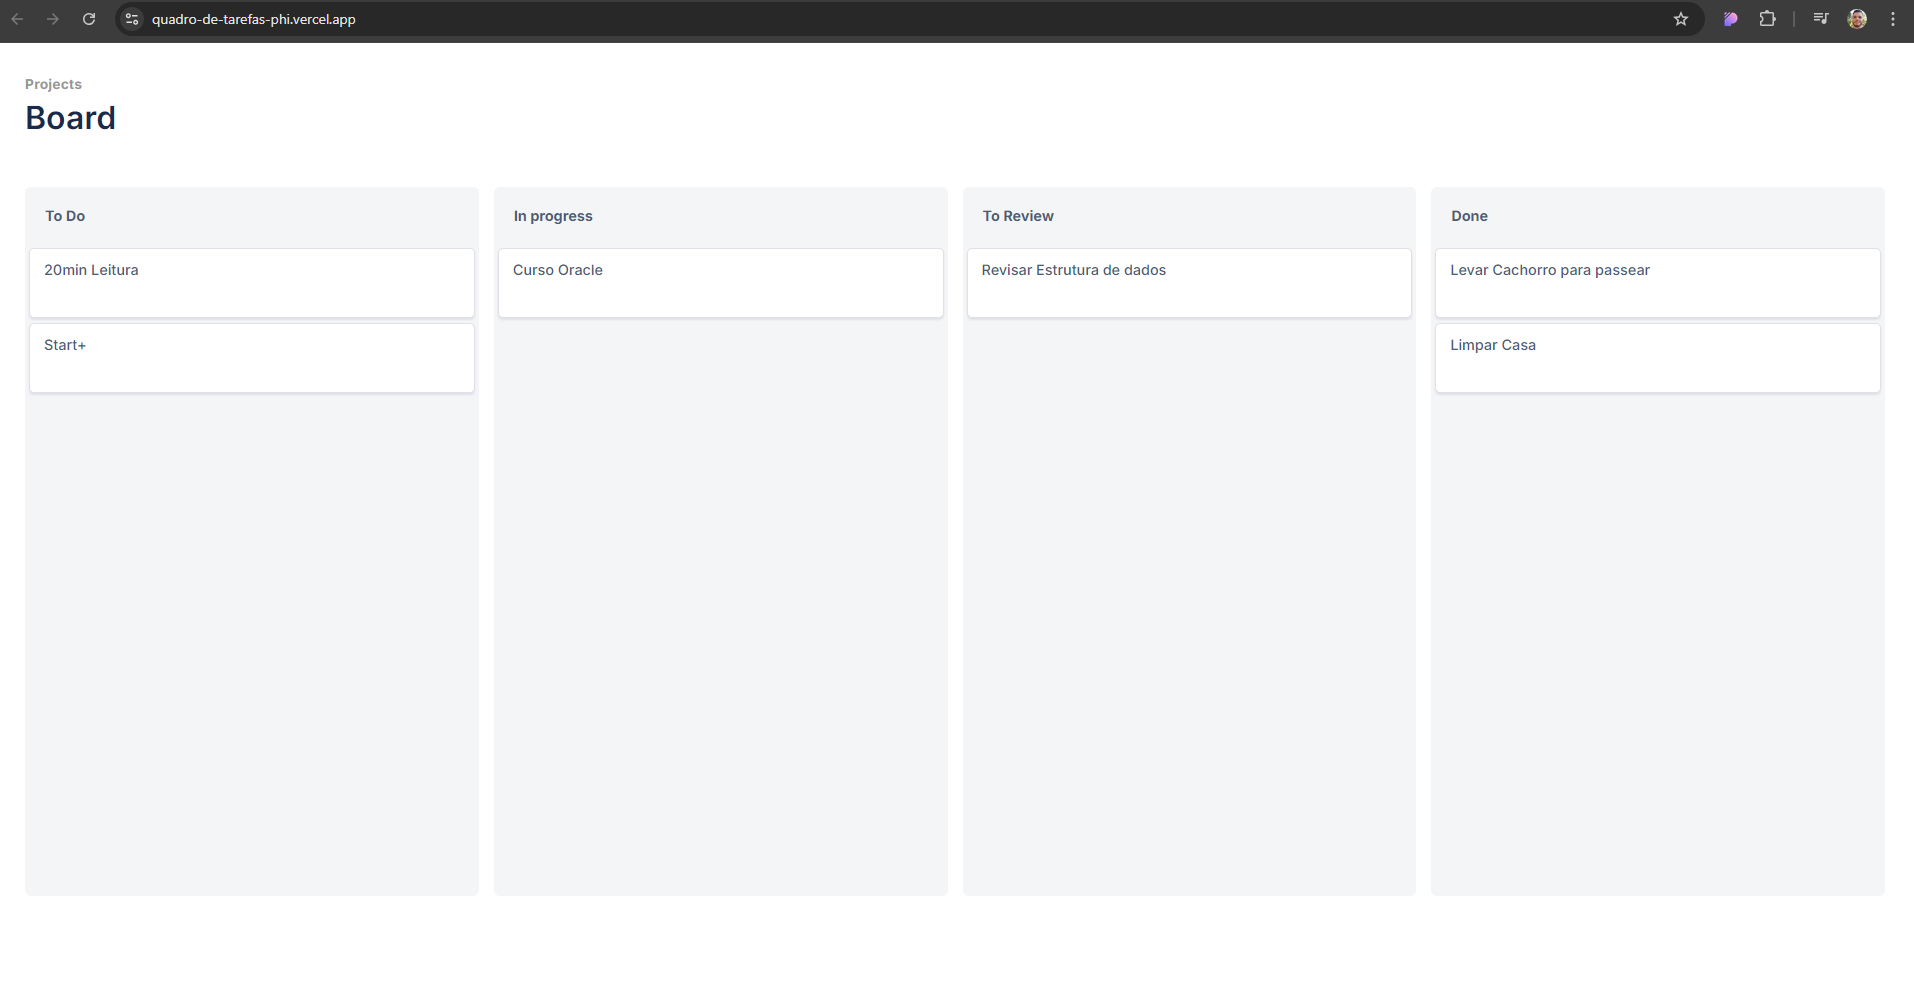 quadro-de-tarefas-phi.vercel.app
Projects
Board
To Do
20min Leitura
Start+
In progress
Curso Oracle
To Review
Revisar Estrutura de dados
Done
Levar Cachorro para passear
Limpar Casa